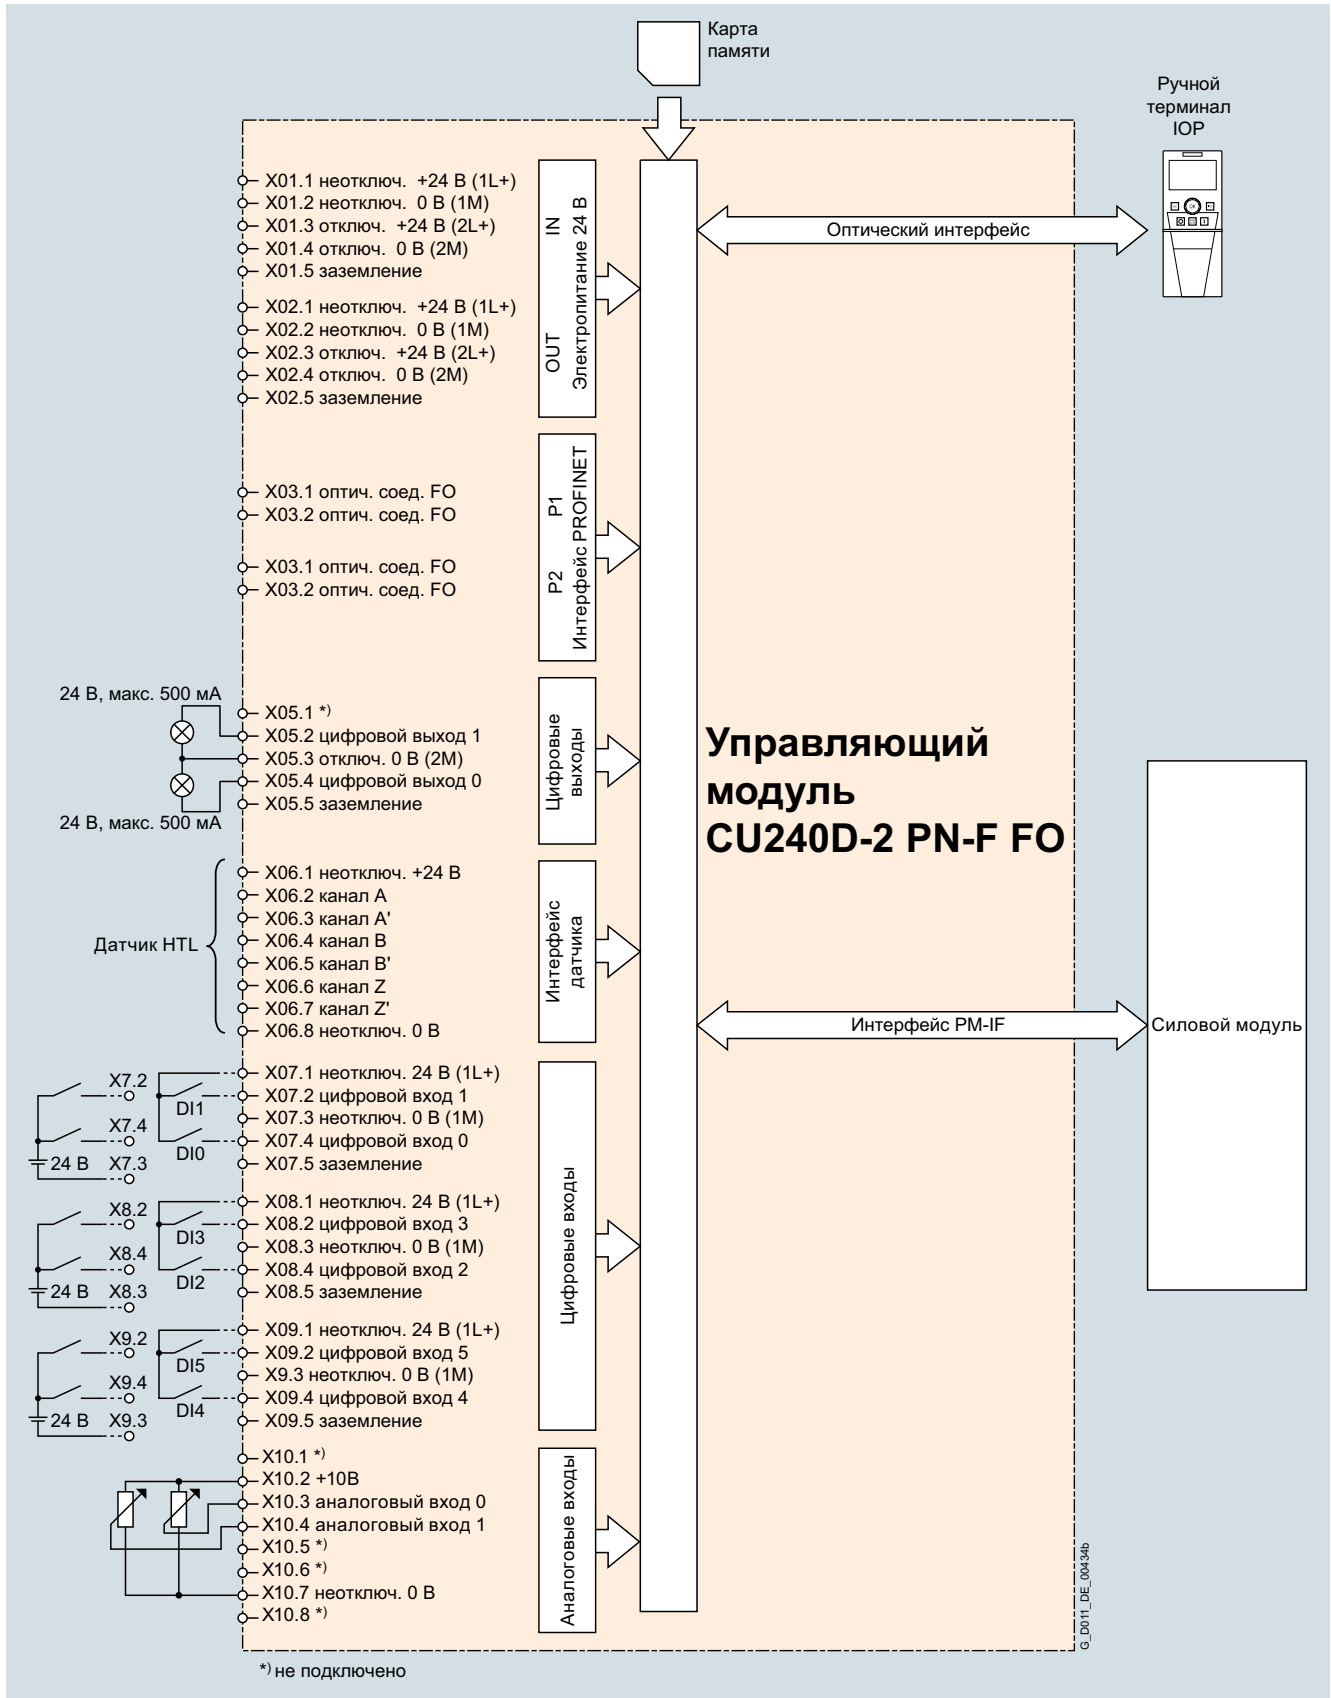 Карта
памяти
Ручной
терминал
IOP
OK
X01.1 неотключ. +24 В (1L+)
X01.2 неотключ. 0 В (1M)
X01.3 отключ. +24 В (2L+)
X01.4 отключ. 0 В (2M)
X01.5 заземление
X02.1 неотключ. +24 В (1L+)
X02.2 неотключ. 0 В (1M)
X02.3 отключ. +24 В (2L+)
X02.4 отключ. 0 В (2M)
X02.5 заземление
OUT IN
Электропитание 24 В
Оптический интерфейс
X03.1 оптич. соед. FO
X03.2 оптич. соед. FO
X03.1 оптич. соед. FO
X03.2 оптич. соед. FO
P2 P1
Интерфейс PROFINET
24 В, макс. 500 мА
X05.1 *)
X05.2 цифровой выход 1
X05.3 отключ. 0 В (2M)
X05.4 цифровой выход 0
X05.5 заземление
24 В, макс. 500 мА
Цифровые
выходы
Управляющий
модуль
CU240D-2 PN-F FO
Датчик HTL
X06.1 неотключ. +24 В
X06.2 канал A
X06.3 канал A'
X06.4 канал B
X06.5 канал B'
X06.6 канал Z
X06.7 канал Z'
X06.8 неотключ. 0 В
Интерфейс
датчика
Интерфейс PM-IF
Силовой модуль
X7.2
X7.4
24 В X7.3
DI1
DI0
X07.1 неотключ. 24 В (1L+)
X07.2 цифровой вход 1
X07.3 неотключ. 0 В (1M)
X07.4 цифровой вход 0
X07.5 заземление
X8.2
X8.4
24 В X8.3
DI3
DI2
X08.1 неотключ. 24 В (1L+)
X08.2 цифровой вход 3
X08.3 неотключ. 0 В (1M)
X08.4 цифровой вход 2
X08.5 заземление
X9.2
X9.4
24 В X9.3
DI5
DI4
X09.1 неотключ. 24 В (1L+)
X09.2 цифровой вход 5
X9.3 неотключ. 0 В (1M)
X09.4 цифровой вход 4
X09.5 заземление
Цифровые входы
X10.1 *)
X10.2 +10В
X10.3 аналоговый вход 0
X10.4 аналоговый вход 1
X10.5 *)
X10.6 *)
X10.7 неотключ. 0 В
X10.8 *)
Аналоговые входы
G_D011_DE_00434b
*) не подключено